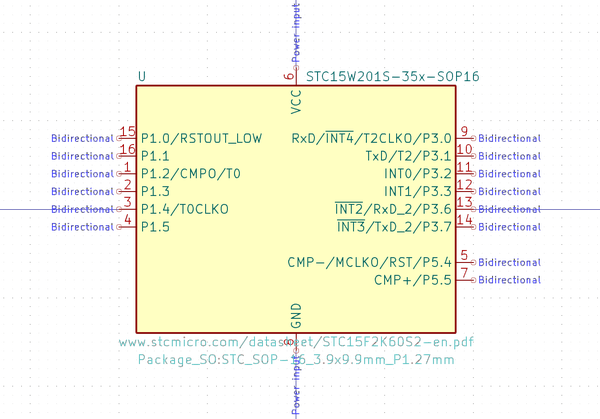 Power input
6
U STC15W201S-35x-SOP16
VCC
Bidirectional 15 P1.0/RSTOUT_LOW RxD/INT4/T2CLKO/P3.0 9 Bidirectional
Bidirectional 16 P1.1 TxD/T2/P3.1 10 Bidirectional
Bidirectional 1 P1.2/CMPO/T0 INT0/P3.2 11 Bidirectional
Bidirectional 2 P1.3 INT1/P3.3 12 Bidirectional
Bidirectional 3 P1.4/T0CLKO INT2/RxD_2/P3.6 13 Bidirectional
Bidirectional 4 P1.5 INT3/TxD_2/P3.7 14 Bidirectional
CMP-/MCLKO/RST/P5.4 5 Bidirectional
CMP+/P5.5 7 Bidirectional
GND
8
www.stcmicro.com/datasheet/STC15F2K60S2-en.pdf
Package_SO:STC_SOP-16_3.9x9.9mm_P1.27mm
Power input